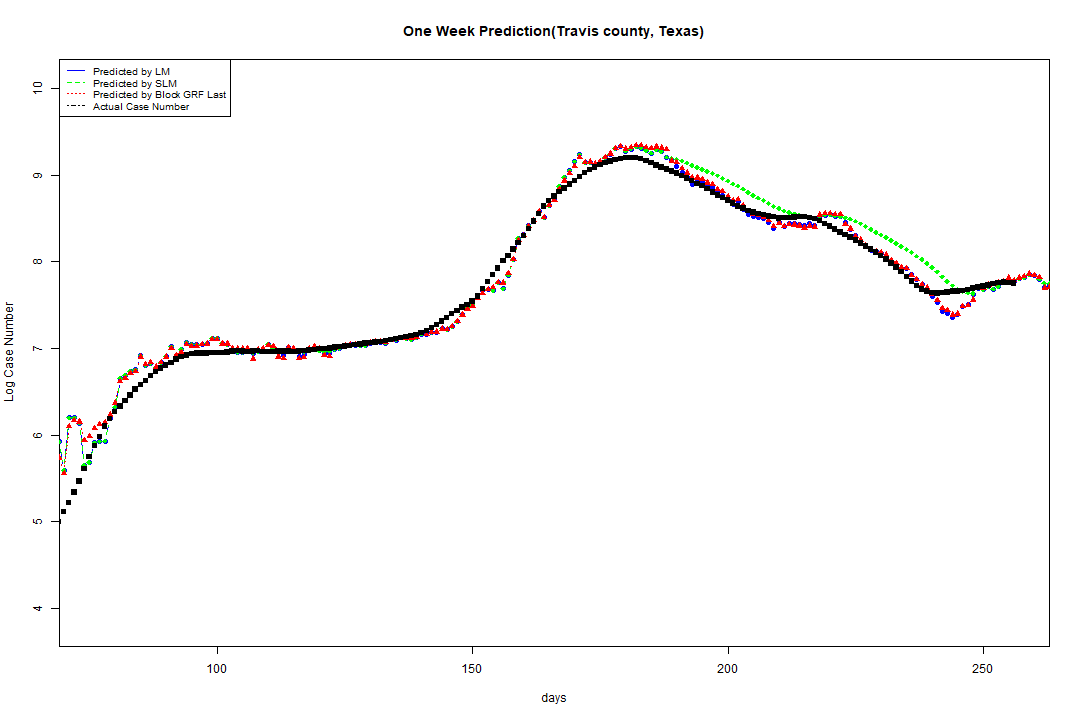 One Week Prediction(Travis county, Texas)
Predicted by LM
Predicted by SLM
Predicted by Block GRF Last
Actual Case Number
10
9
8
7
6
5
4
Log Case Number
100 150 200 250
days